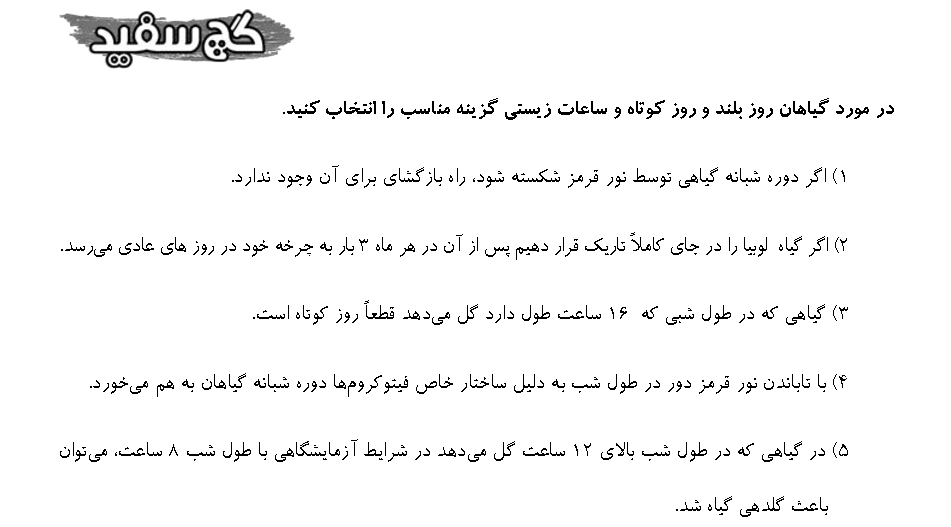 گچ سفید
در مورد گیاهان روز بلند و روز کوتاه و ساعات زیستی گزینه مناسب را انتخاب کنید.
۱) اگر دوره شبانه گیاهی توسط نور قرمز شکسته شود، راه بازگشای برای آن وجود ندارد.
۲) اگر گیاه لوبیا را در جای کاملاً تاریک قرار دهیم پس از آن در هر ماه ۳ بار به چرخه خود در روز های عادی می‌رسد.
۳) گیاهی که در طول شبی که ۱۶ ساعت طول دارد گل می‌دهد قطعاً روز کوتاه است.
۴) با تاباندن نور قرمز دور در طول شب به دلیل ساختار خاص فیتوکروم‌ها دوره شبانه گیاهان به هم می‌خورد.
۵) در گیاهی که در طول شب بالای ۱۲ ساعت گل می‌دهد در شرایط آزمایشگاهی با طول شب ۸ ساعت، می‌توان
باعث گلدهی گیاه شد.